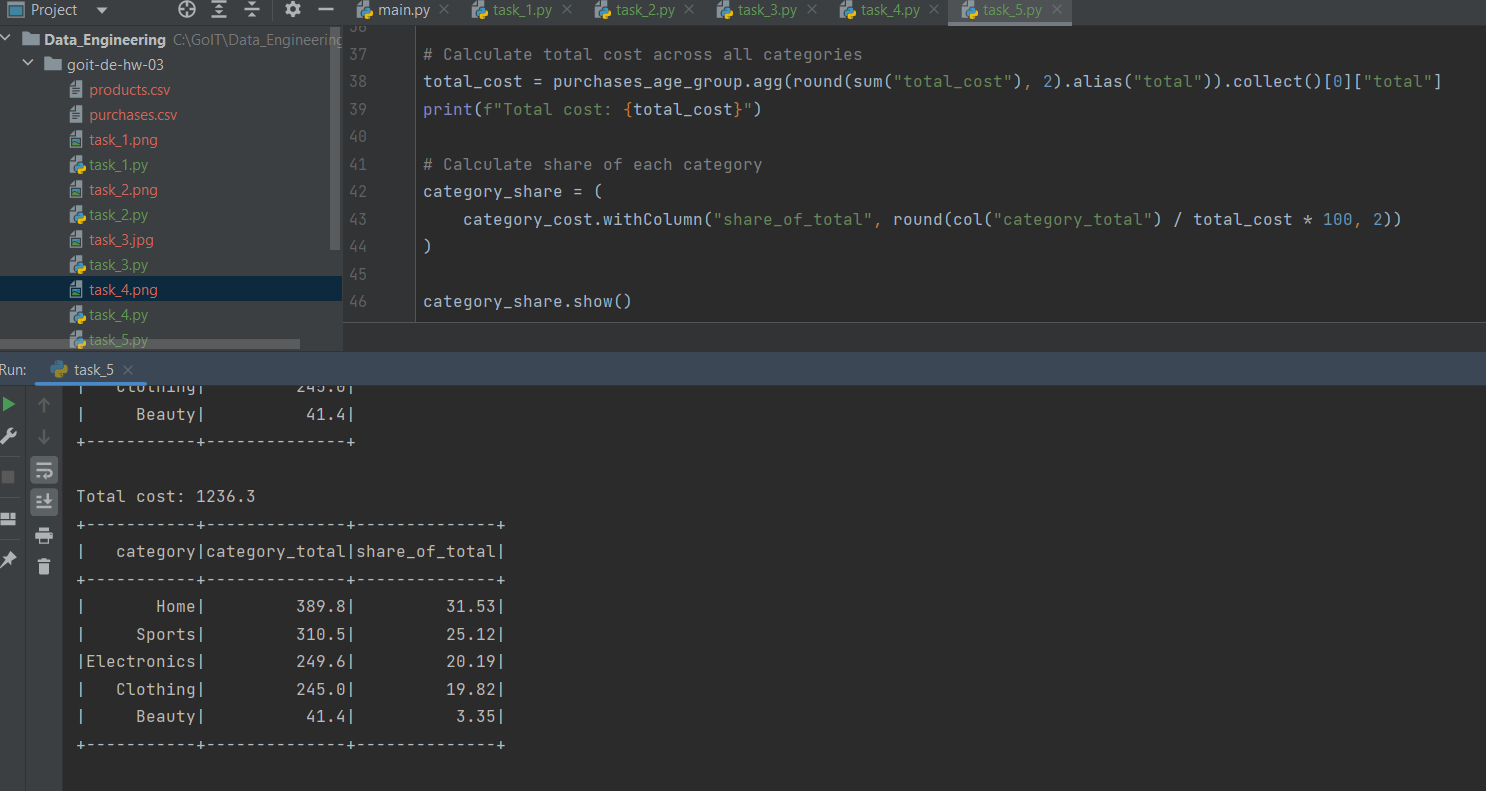 Project
main.py task_1.py task_2.py task_3.py task_4.py task_5.py
Data_Engineering C:\GoIT\Data_Engineering
goit-de-hw-03
products.csv
purchases.csv
task_1.png
task_1.py
task_2.png
task_2.py
task_3.jpg
task_3.py
task_4.png
task_4.py
task_5.py
36
37 # Calculate total cost across all categories
38 total_cost = purchases_age_group.agg(round(sum("total_cost"), 2).alias("total")).collect()[0]["total"]
39 print(f"Total cost: {total_cost}")
40
41 # Calculate share of each category
42 category_share = (
43     category_cost.withColumn("share_of_total", round(col("category_total") / total_cost * 100, 2))
44 )
45
46 category_share.show()
Run: task_5
|   Clothing|         245.0|
|     Beauty|          41.4|
+-----------+--------------+
Total cost: 1236.3
+-----------+--------------+--------------+
|   category|category_total|share_of_total|
+-----------+--------------+--------------+
|       Home|         389.8|         31.53|
|     Sports|         310.5|         25.12|
|Electronics|         249.6|         20.19|
|   Clothing|         245.0|         19.82|
|     Beauty|          41.4|          3.35|
+-----------+--------------+--------------+